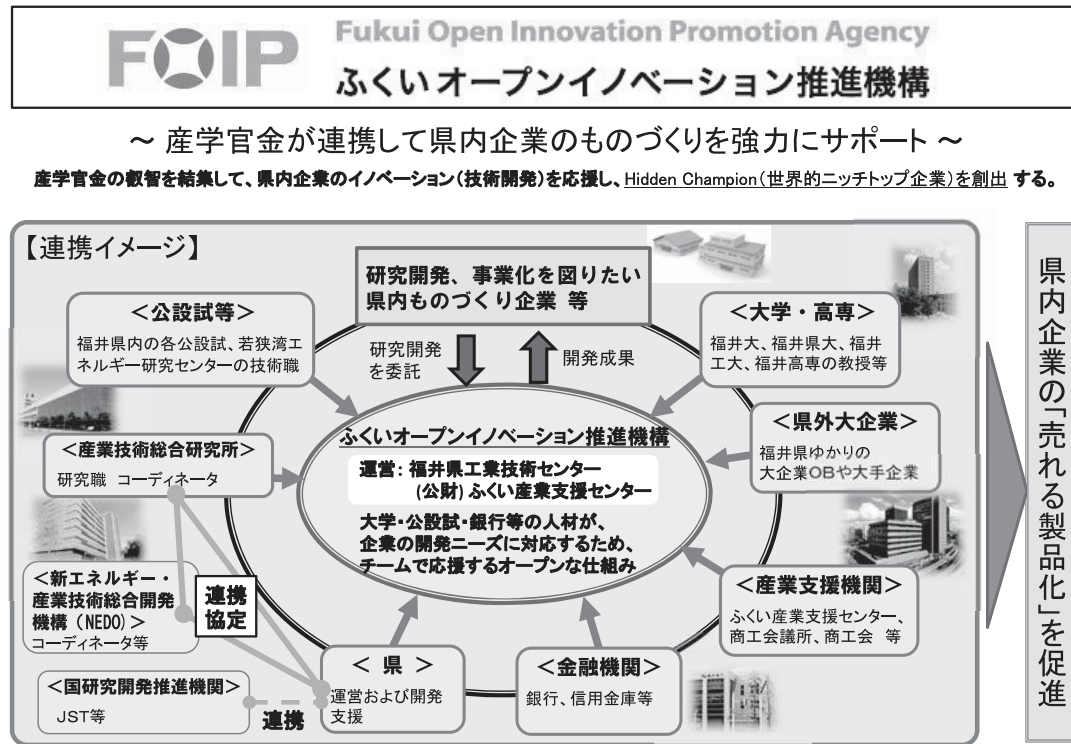 FOIP
Fukui Open Innovation Promotion Agency
ふくいオープンイノベーション推進機構
～ 産学官金が連携して県内企業のものづくりを強力にサポート ～
産学官金の叡智を結集して、県内企業のイノベーション(技術開発)を応援し、Hidden Champion(世界的ニッチトップ企業)を創出 する。
【連携イメージ】
研究開発、事業化を図りたい
県内ものづくり企業 等
研究開発
を委託
開発成果
＜公設試等＞
福井県内の各公設試、若狭湾エ
ネルギー研究センターの技術職
＜大学・高専＞
福井大、福井県大、福井
工大、福井高専の教授等
＜産業技術総合研究所＞
研究職 コーディネータ
＜県外大企業＞
福井県ゆかりの
大企業OBや大手企業
ふくいオープンイノベーション推進機構
運営: 福井県工業技術センター
(公財) ふくい産業支援センター
大学・公設試・銀行等の人材が、
企業の開発ニーズに対応するため、
チームで応援するオープンな仕組み
＜新エネルギー・
産業技術総合開発
機構 (NEDO)＞
コーディネータ等
連携
協定
＜産業支援機関＞
ふくい産業支援センター、
商工会議所、商工会 等
＜国研究開発推進機関＞
JST等
連携
＜ 県 ＞
運営および開発
支援
＜金融機関＞
銀行、信用金庫等
県内企業の「売れる製品化」を促進